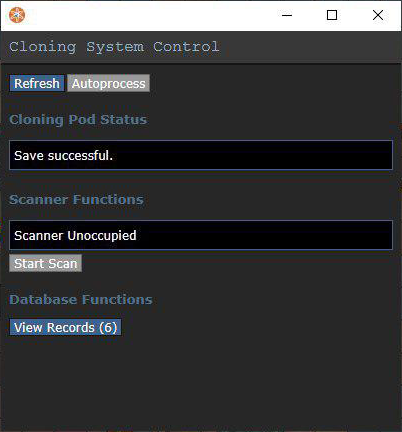 Cloning System Control
Refresh Autoprocess
Cloning Pod Status
Save successful.
Scanner Functions
Scanner Unoccupied
Start Scan
Database Functions
View Records (6)